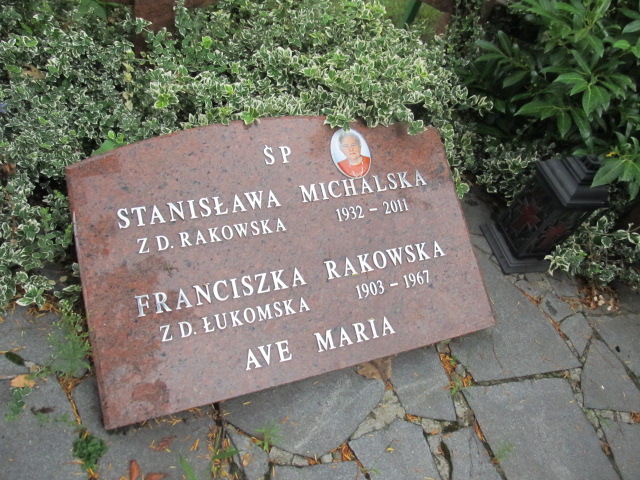 ŚP
STANISŁAWA MICHALSKA
Z D. RAKOWSKA 1932 - 2011
FRANCISZKA RAKOWSKA
Z D. ŁUKOMSKA 1903 - 1967
AVE MARIA